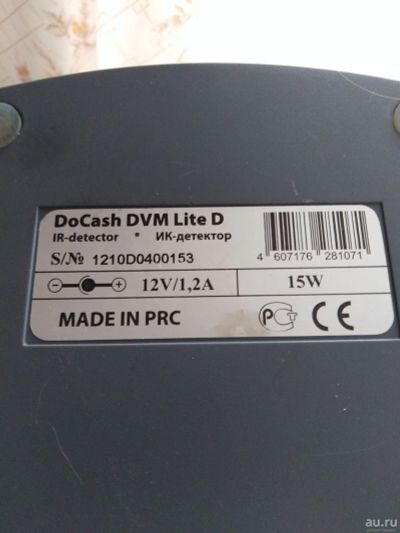 DoCash DVM Lite D
IR-detector * ИК-детектор
S/№ 1210D0400153
4 607176 281071
12V/1,2A 15W
MADE IN PRC
РСТ CE
au.ru